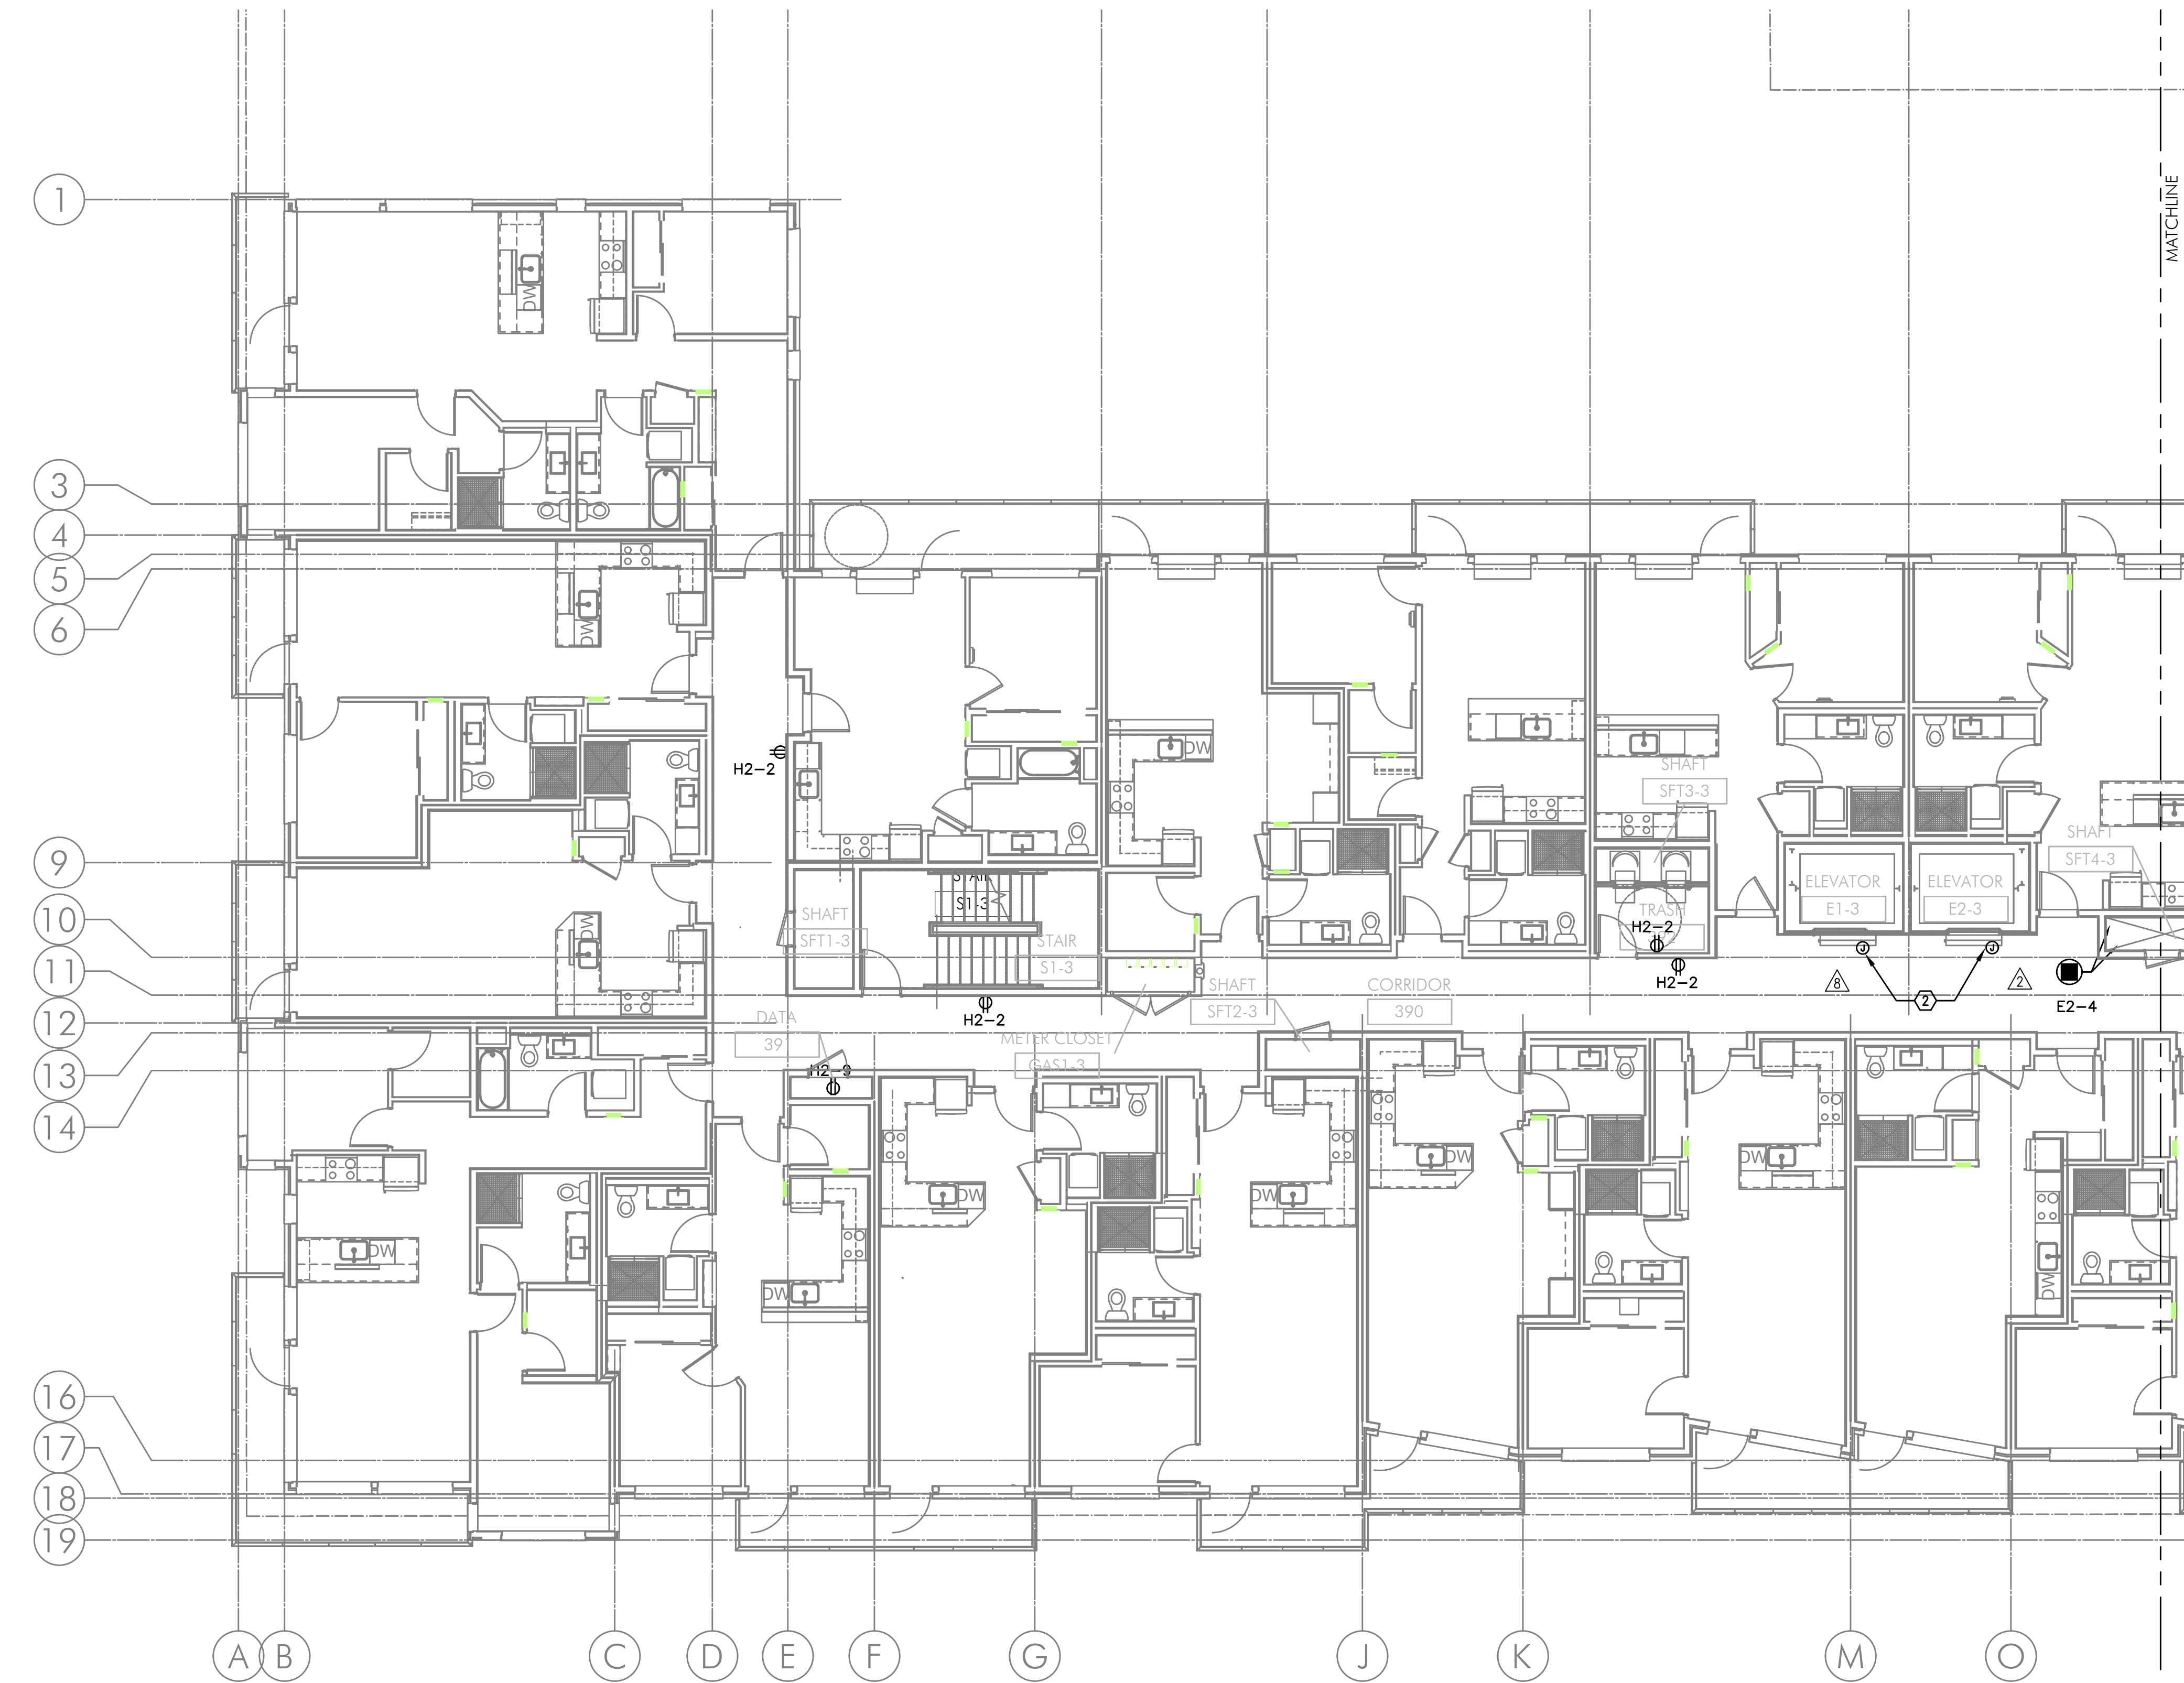 MATCHLINE
1
DW
3
4
5
6
DW
H2-2
DW
SHAFT
SFT3-3
9
SHAFT
SFT4-3
ELEVATOR
E1-3
ELEVATOR
E2-3
10
DW
STAIR
S1-3
SHAFT
SFT1-3
STAIR
S1-3
TRASH
H2-2
J
J
11
H2-2
8
2
2
E2-4
12
H2-2
SHAFT
SFT2-3
CORRIDOR
390
13
DATA
METER CLOSET
GAS1-3
14
DW
DW
DW
DW
DW
DW
DW
16
17
18
19
A
B
C
D
E
F
G
J
K
M
O